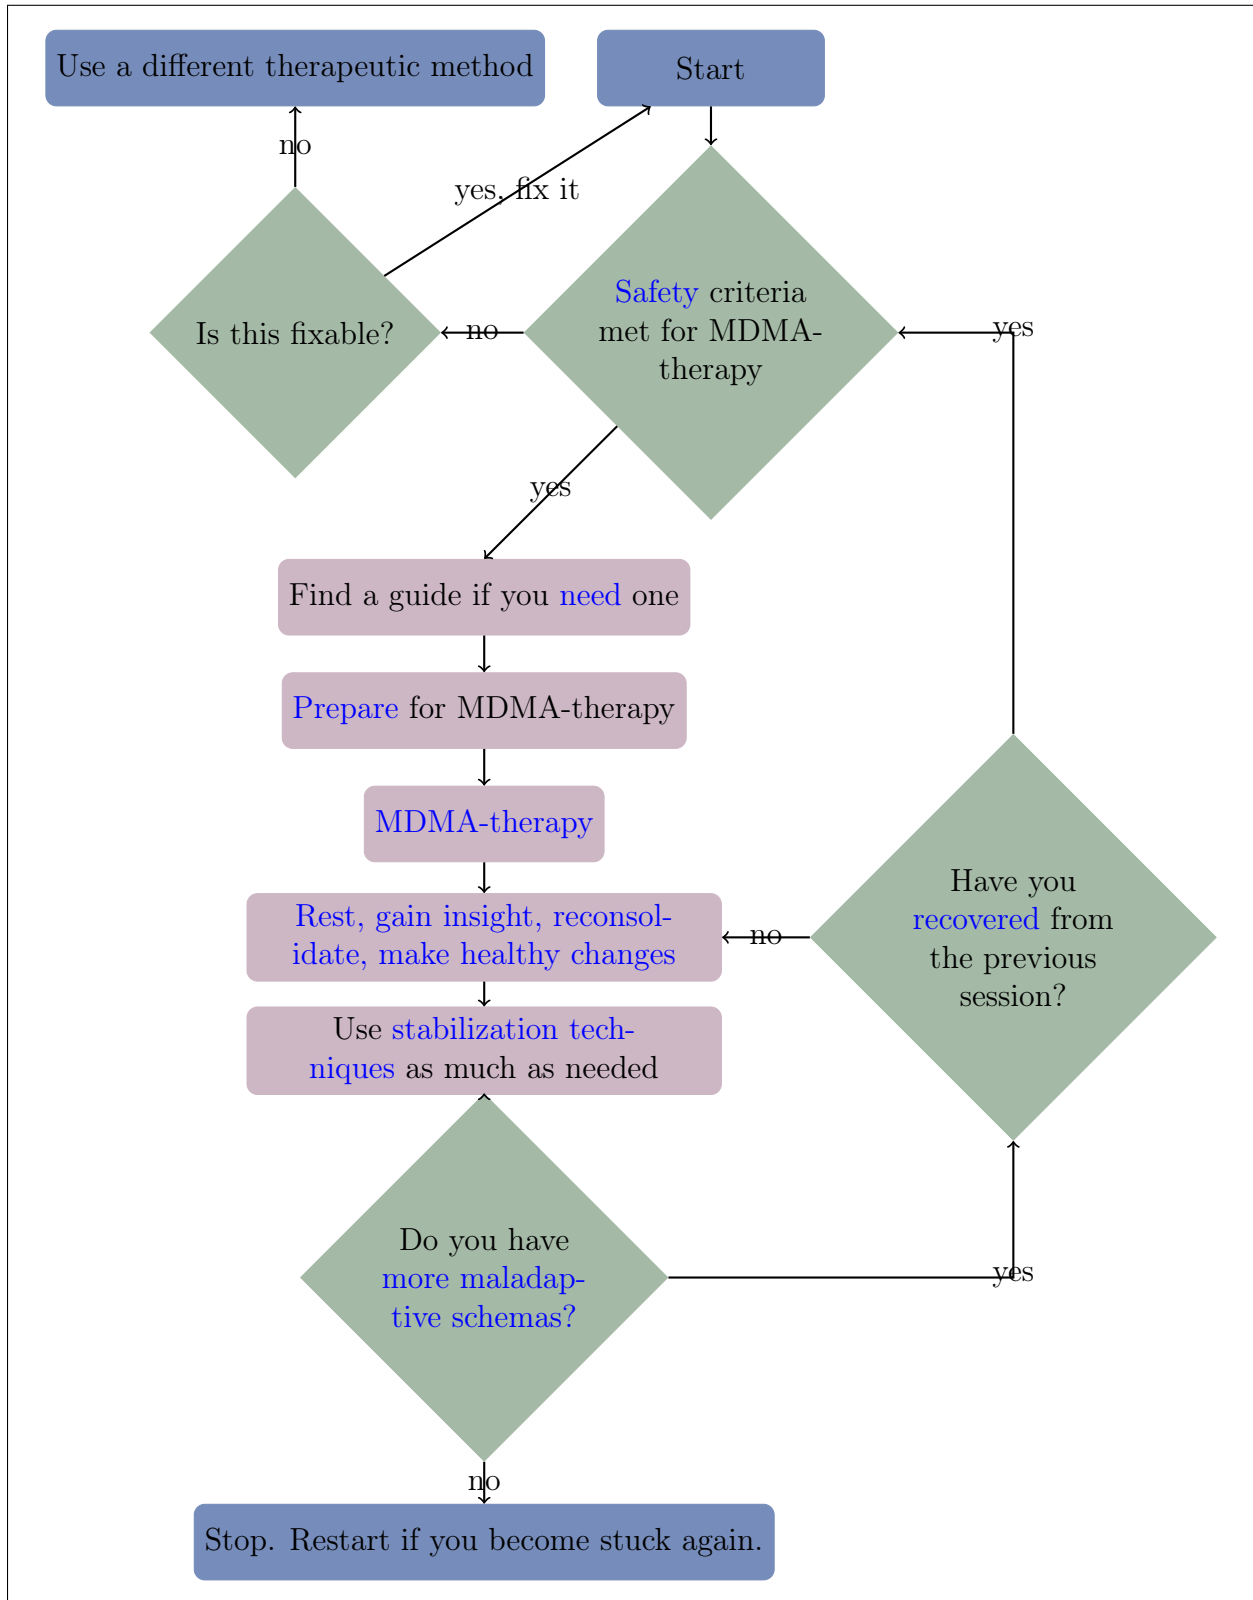 Use a different therapeutic method
Start
no
yes, fix it
Safety criteria
met for MDMA-
therapy
Is this fixable?
no
yes
yes
Find a guide if you need one
Prepare for MDMA-therapy
MDMA-therapy
Rest, gain insight, reconsol-
idate, make healthy changes
no
Have you
recovered from
the previous
session?
Use stabilization tech-
niques as much as needed
Do you have
more maladap-
tive schemas?
yes
no
Stop. Restart if you become stuck again.